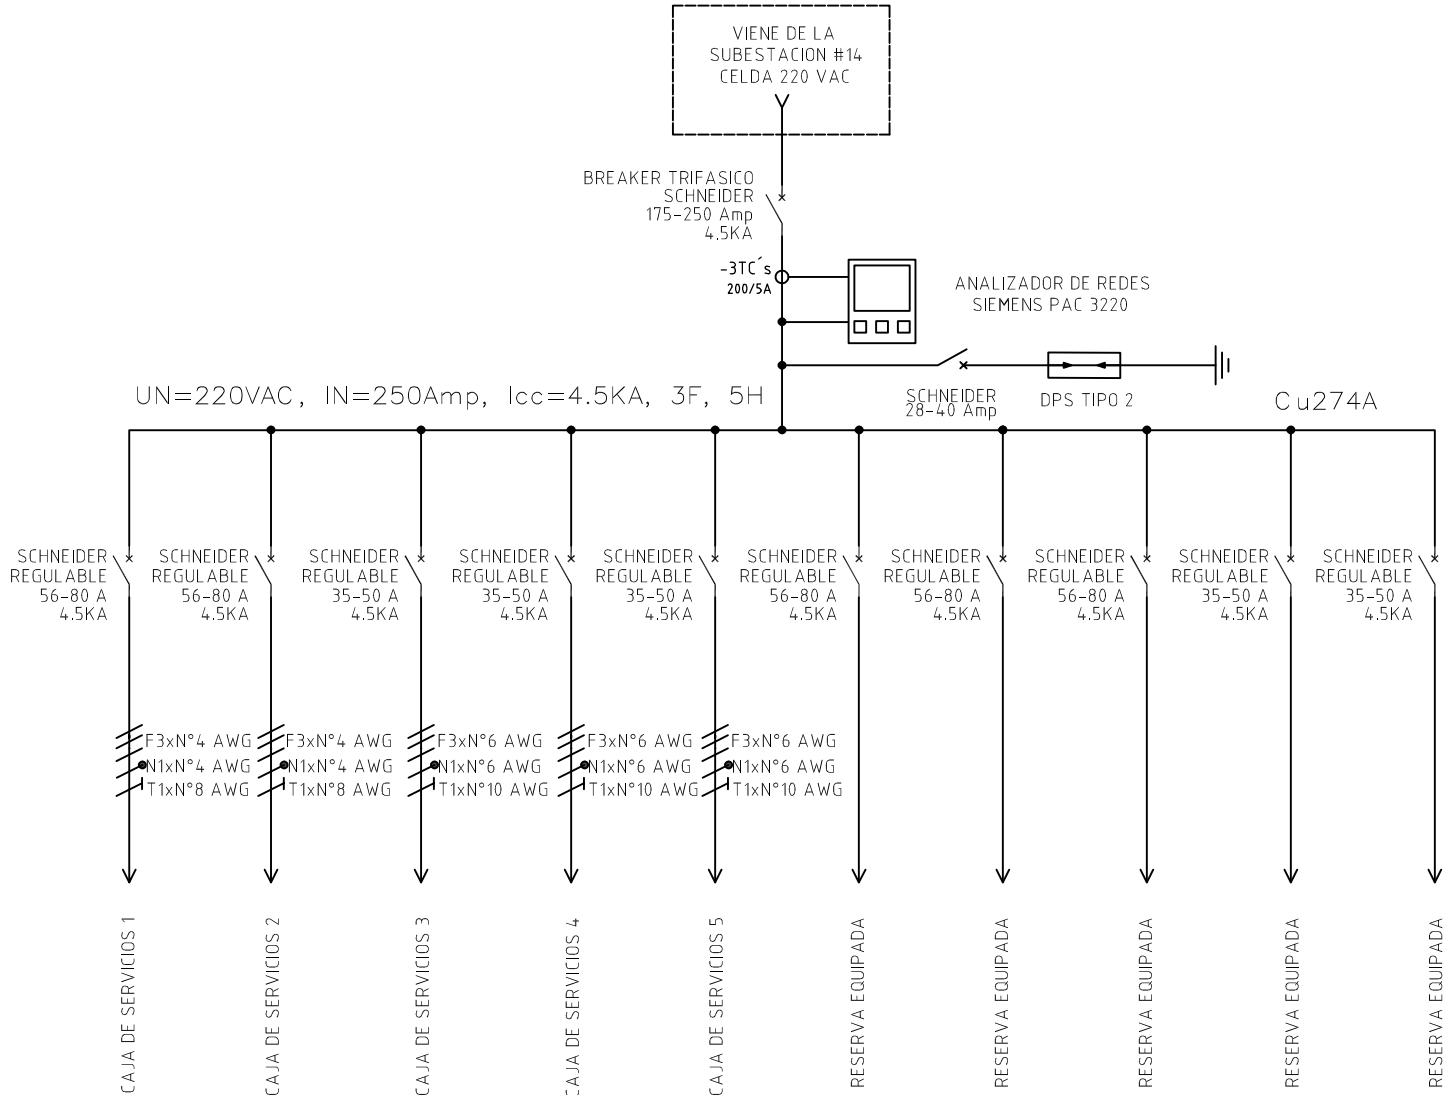 VIENE DE LA
SUBESTACION #14
CELDA 220 VAC
BREAKER TRIFASICO
SCHNEIDER
175-250 Amp
4.5KA
-3TC´s
200/5A
ANALIZADOR DE REDES
SIEMENS PAC 3220
SCHNEIDER
28-40 Amp
DPS TIPO 2
UN=220VAC, IN=250Amp, Icc=4.5KA, 3F, 5H
Cu274A
SCHNEIDER
REGULABLE
56-80 A
4.5KA
SCHNEIDER
REGULABLE
56-80 A
4.5KA
SCHNEIDER
REGULABLE
35-50 A
4.5KA
SCHNEIDER
REGULABLE
35-50 A
4.5KA
SCHNEIDER
REGULABLE
35-50 A
4.5KA
SCHNEIDER
REGULABLE
56-80 A
4.5KA
SCHNEIDER
REGULABLE
56-80 A
4.5KA
SCHNEIDER
REGULABLE
56-80 A
4.5KA
SCHNEIDER
REGULABLE
35-50 A
4.5KA
SCHNEIDER
REGULABLE
35-50 A
4.5KA
F3xN°4 AWG
N1xN°4 AWG
T1xN°8 AWG
F3xN°4 AWG
N1xN°4 AWG
T1xN°8 AWG
F3xN°6 AWG
N1xN°6 AWG
T1xN°10 AWG
F3xN°6 AWG
N1xN°6 AWG
T1xN°10 AWG
F3xN°6 AWG
N1xN°6 AWG
T1xN°10 AWG
CAJA DE SERVICIOS 1
CAJA DE SERVICIOS 2
CAJA DE SERVICIOS 3
CAJA DE SERVICIOS 4
CAJA DE SERVICIOS 5
RESERVA EQUIPADA
RESERVA EQUIPADA
RESERVA EQUIPADA
RESERVA EQUIPADA
RESERVA EQUIPADA